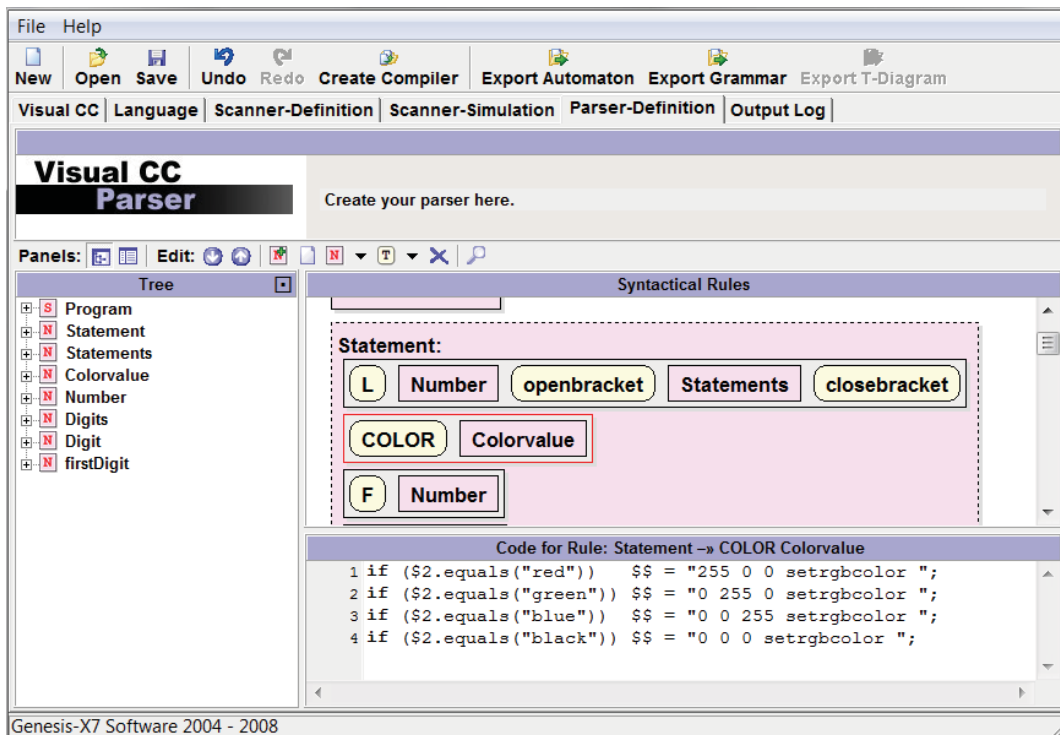 File Help
New Open Save Undo Redo Create Compiler Export Automaton Export Grammar Export T-Diagram
Visual CC Language Scanner-Definition Scanner-Simulation Parser-Definition Output Log
Visual CC
Parser
Create your parser here.
Panels: Edit: N N T
Tree
S Program
N Statement
N Statements
N Colorvalue
N Number
N Digits
N Digit
N firstDigit
Syntactical Rules
Statement:
L Number openbracket Statements closebracket
COLOR Colorvalue
F Number
Code for Rule: Statement –» COLOR Colorvalue
1 if ($2.equals("red")) $$ = "255 0 0 setrgbcolor ";
2 if ($2.equals("green")) $$ = "0 255 0 setrgbcolor ";
3 if ($2.equals("blue")) $$ = "0 0 255 setrgbcolor ";
4 if ($2.equals("black")) $$ = "0 0 0 setrgbcolor ";
Genesis-X7 Software 2004 - 2008